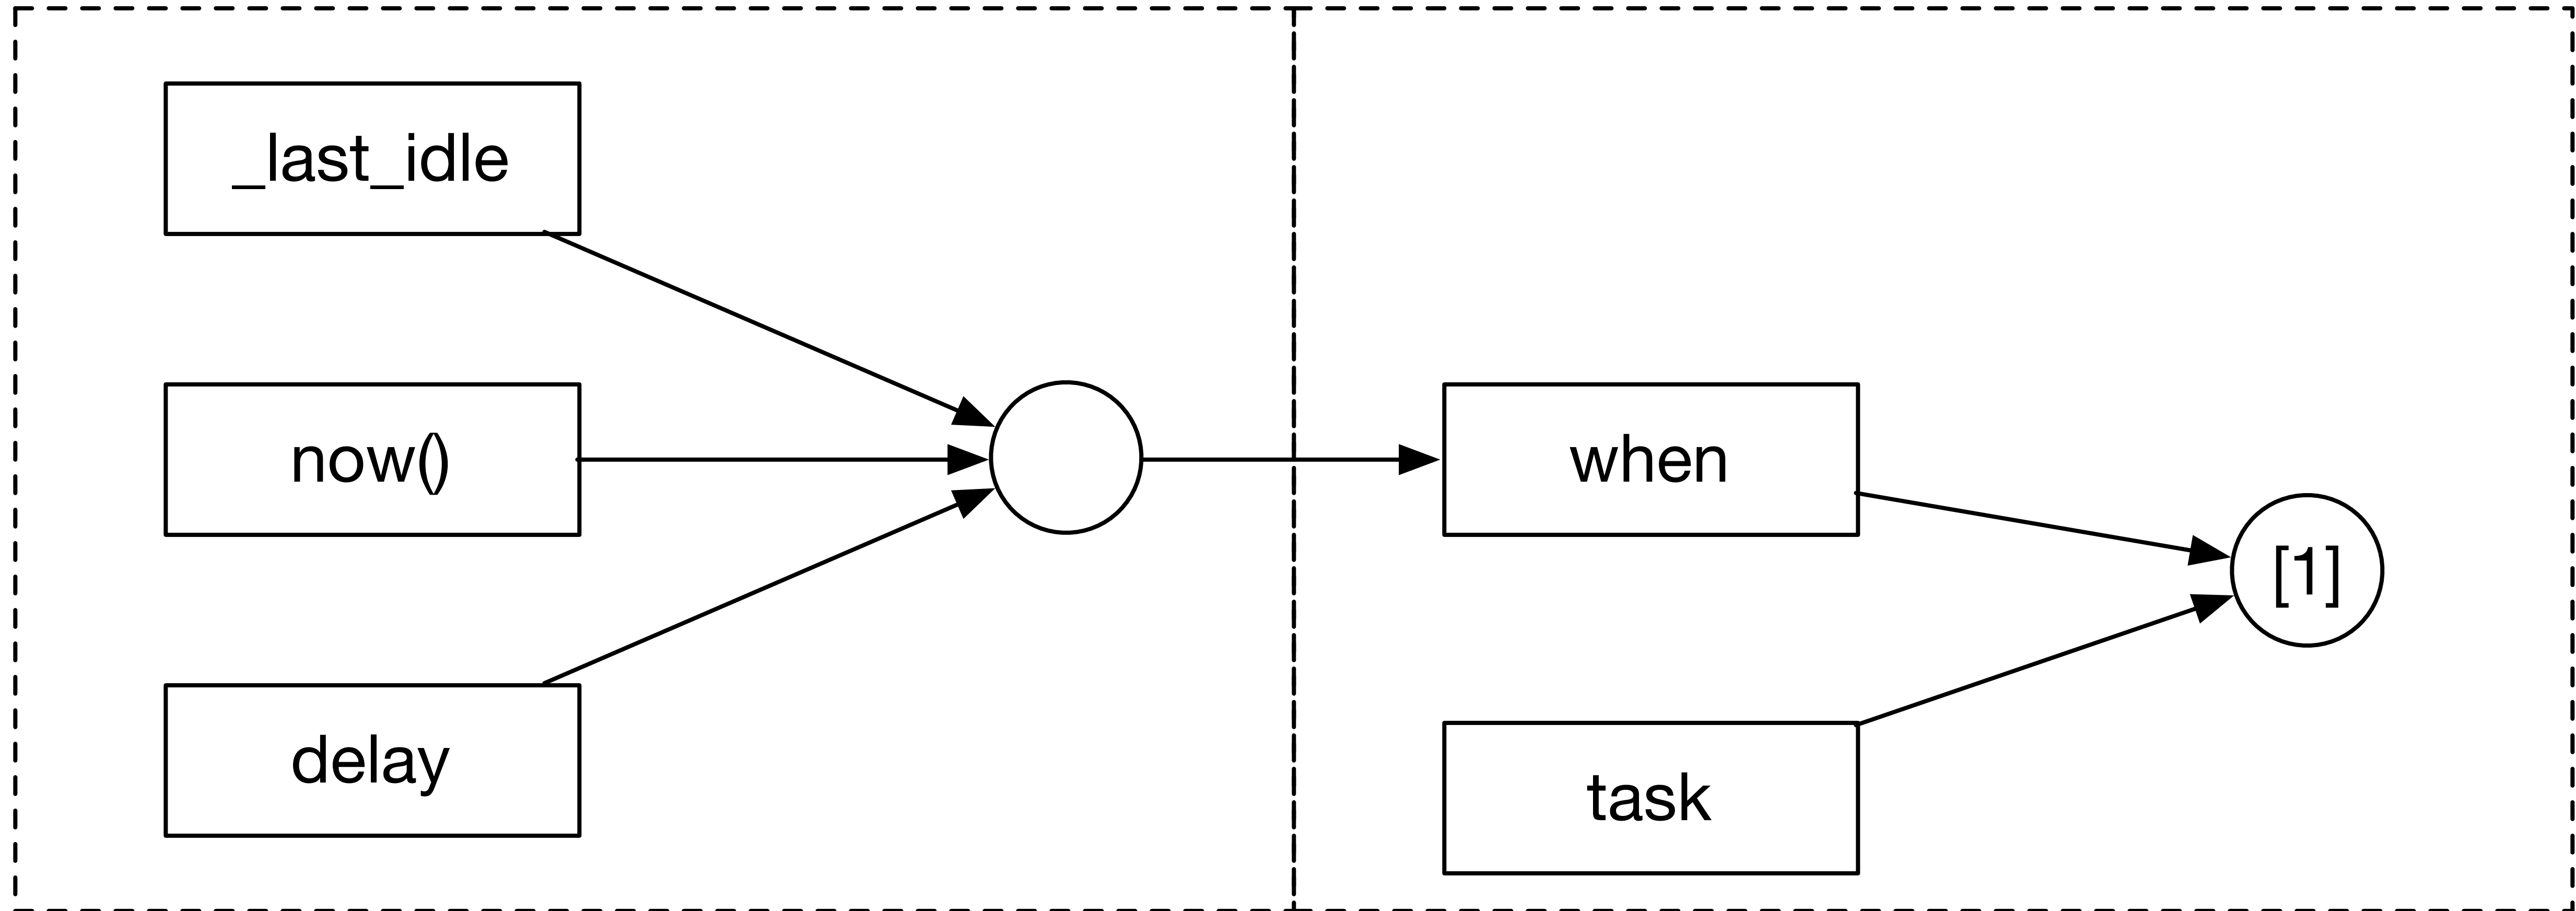 _last_idle
now()
delay
when
task
[1]